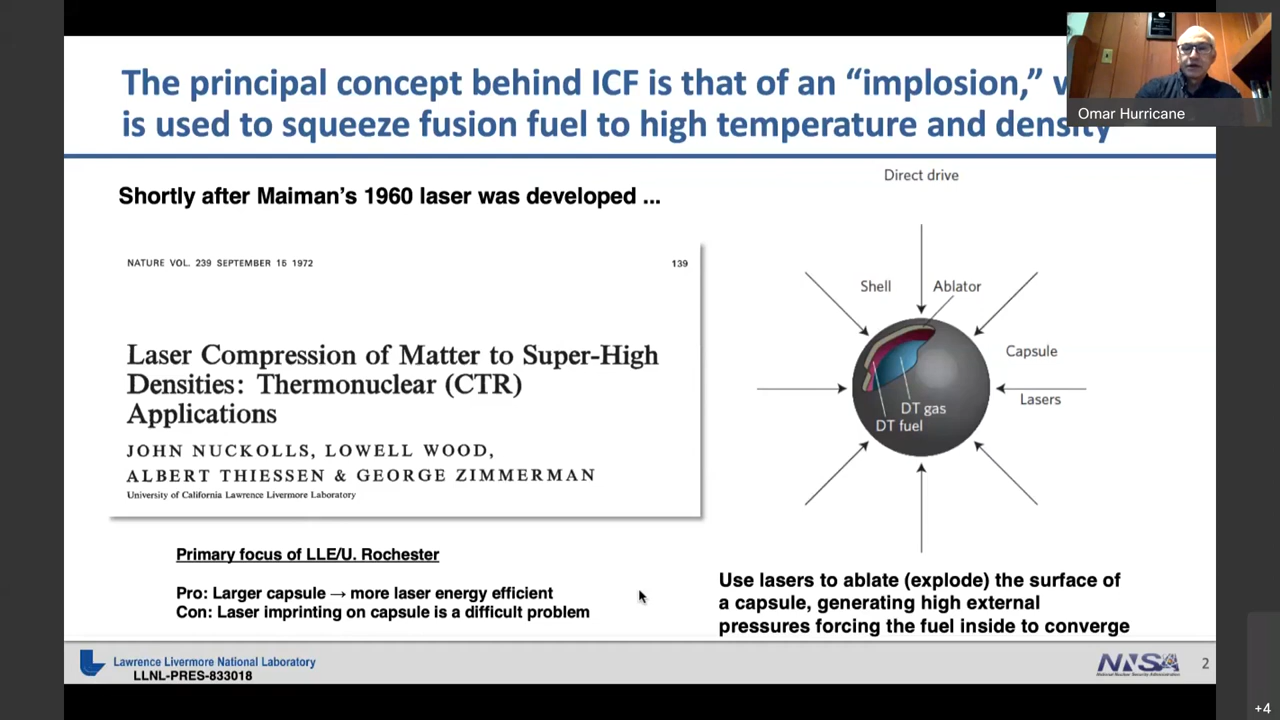 The principal concept behind ICF is that of an “implosion,”
is used to squeeze fusion fuel to high temperature and density
Omar Hurricane
Shortly after Maiman’s 1960 laser was developed ...
NATURE VOL. 239 SEPTEMBER 15 1972
139
Laser Compression of Matter to Super-High
Densities: Thermonuclear (CTR)
Applications
JOHN NUCKOLLS, LOWELL WOOD,
ALBERT THIESSEN & GEORGE ZIMMERMAN
University of California Lawrence Livermore Laboratory
Primary focus of LLE/U. Rochester
Pro: Larger capsule → more laser energy efficient
Con: Laser imprinting on capsule is a difficult problem
Direct drive
Shell
Ablator
Capsule
Lasers
DT gas
DT fuel
Use lasers to ablate (explode) the surface of
a capsule, generating high external
pressures forcing the fuel inside to converge
Lawrence Livermore National Laboratory
LLNL-PRES-833018
NNSA
National Nuclear Security Administration
2
+4